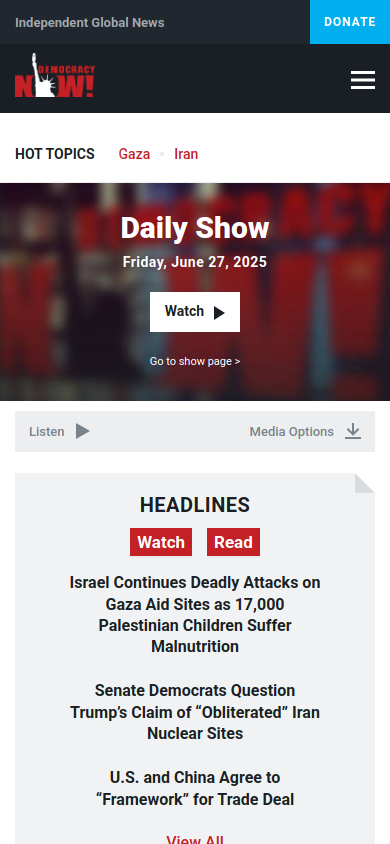 Independent Global News
DONATE
DEMOCRACY
NOW!
HOT TOPICS
Gaza
Iran
Daily Show
Friday, June 27, 2025
Watch
Go to show page >
Listen
Media Options
HEADLINES
Watch
Read
Israel Continues Deadly Attacks on
Gaza Aid Sites as 17,000
Palestinian Children Suffer
Malnutrition
Senate Democrats Question
Trump’s Claim of “Obliterated” Iran
Nuclear Sites
U.S. and China Agree to
“Framework” for Trade Deal
View All